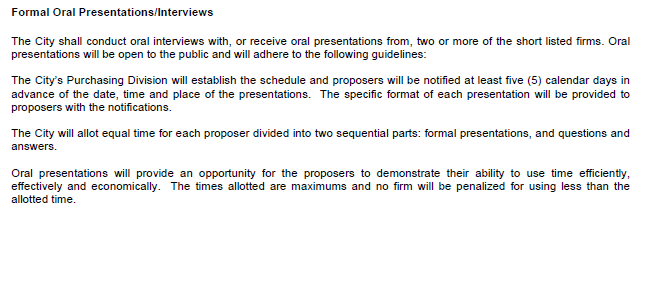 Formal Oral Presentations/Interviews
The City shall conduct oral interviews with, or receive oral presentations from, two or more of the short listed firms. Oral
presentations will be open to the public and will adhere to the following guidelines:
The City's Purchasing Division will establish the schedule and proposers will be notified at least five (5) calendar days in
advance of the date, time and place of the presentations. The specific format of each presentation will be provided to
proposers with the notifications.
The City will allot equal time for each proposer divided into two sequential parts: formal presentations, and questions and
answers.
Oral presentations will provide an opportunity for the proposers to demonstrate their ability to use time efficiently,
effectively and economically. The times allotted are maximums and no firm will be penalized for using less than the
allotted time.